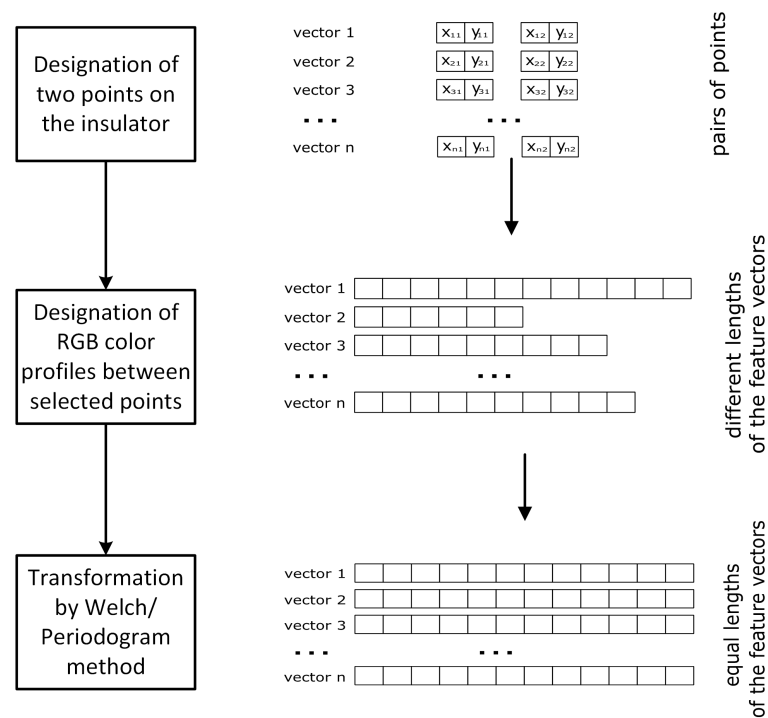 Designation of
two points on
the insulator
vector 1 x₁₁ y₁₁ x₁₂ y₁₂
vector 2 x₂₁ y₂₁ x₂₂ y₂₂
vector 3 x₃₁ y₃₁ x₃₂ y₃₂
... ...
vector n xₙ₁ yₙ₁ xₙ₂ yₙ₂
pairs of points
Designation of
RGB color
profiles between
selected points
vector 1
vector 2
vector 3
... ...
vector n
different lengths
of the feature vectors
Transformation
by Welch/
Periodogram
method
vector 1
vector 2
vector 3
... ...
vector n
equal lengths
of the feature vectors